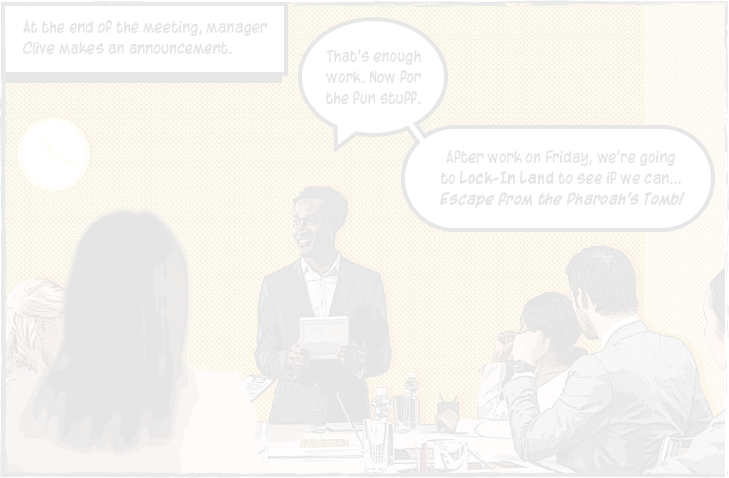 At the end of the meeting, manager
Clive makes an announcement.
That's enough
work. Now for
the fun stuff.
After work on Friday, we're going
to Lock-In Land to see if we can...
Escape from the Pharoah's Tomb!